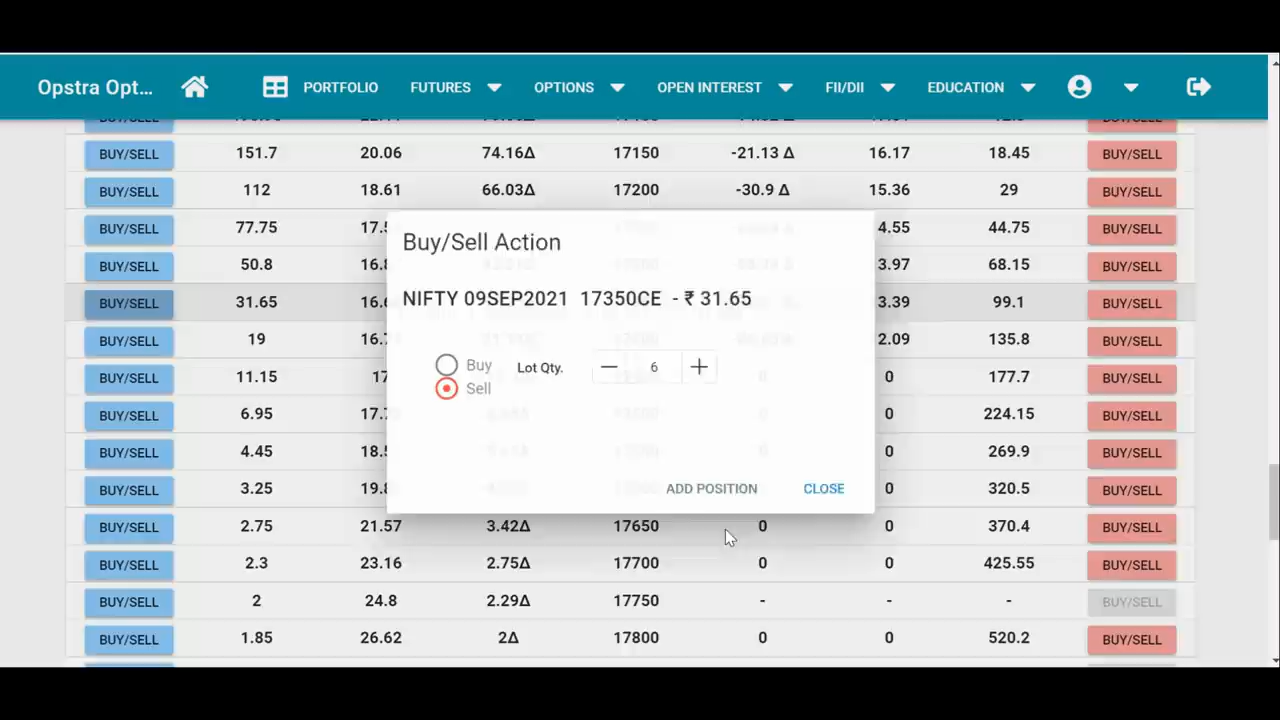 Opstra Opt... PORTFOLIO FUTURES OPTIONS OPEN INTEREST FII/DII EDUCATION
BUY/SELL 151.7 20.06 74.16Δ 17150 -21.13 Δ 16.17 18.45 BUY/SELL
BUY/SELL 112 18.61 66.03Δ 17200 -30.9 Δ 15.36 29 BUY/SELL
BUY/SELL 77.75 4.55 44.75 BUY/SELL
Buy/Sell Action
BUY/SELL 50.8 3.97 68.15 BUY/SELL
BUY/SELL 31.65 3.39 99.1 BUY/SELL
NIFTY 09SEP2021 17350CE - ₹ 31.65
BUY/SELL 19 2.09 135.8 BUY/SELL
Buy Lot Qty. 6
Sell
BUY/SELL 11.15 17 0 177.7 BUY/SELL
BUY/SELL 6.95 0 224.15 BUY/SELL
BUY/SELL 4.45 0 269.9 BUY/SELL
BUY/SELL 3.25 0 320.5 BUY/SELL
ADD POSITION CLOSE
BUY/SELL 2.75 21.57 3.42Δ 17650 0 0 370.4 BUY/SELL
BUY/SELL 2.3 23.16 2.75Δ 17700 0 0 425.55 BUY/SELL
BUY/SELL 2 24.8 2.29Δ 17750 - - - BUY/SELL
BUY/SELL 1.85 26.62 2Δ 17800 0 0 520.2 BUY/SELL